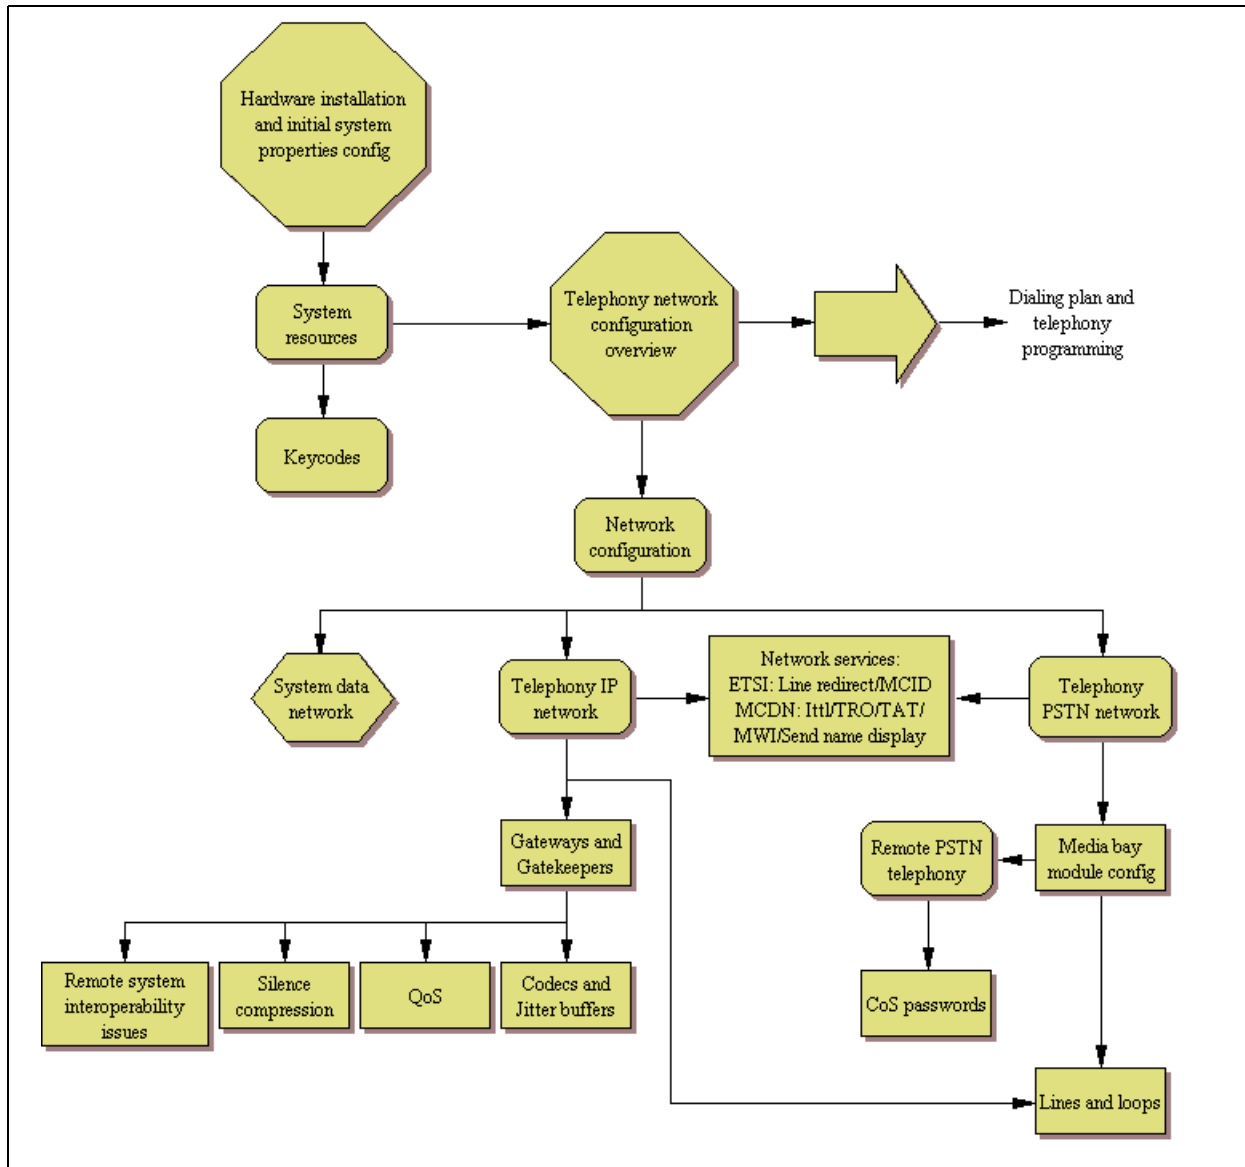 Hardware installation
and initial system
properties config
System
resources
Telephony network
configuration
overview
Dialing plan and
telephony
programming
Keycodes
Network
configuration
System data
network
Telephony IP
network
Network services:
ETSI: Line redirect/MCID
MCDN: Ittl/TRO/TAT/
MWI/Send name display
Telephony
PSTN network
Gateways and
Gatekeepers
Remote PSTN
telephony
Media bay
module config
Remote system
interoperability
issues
Silence
compression
QoS
Codecs and
Jitter buffers
CoS passwords
Lines and loops